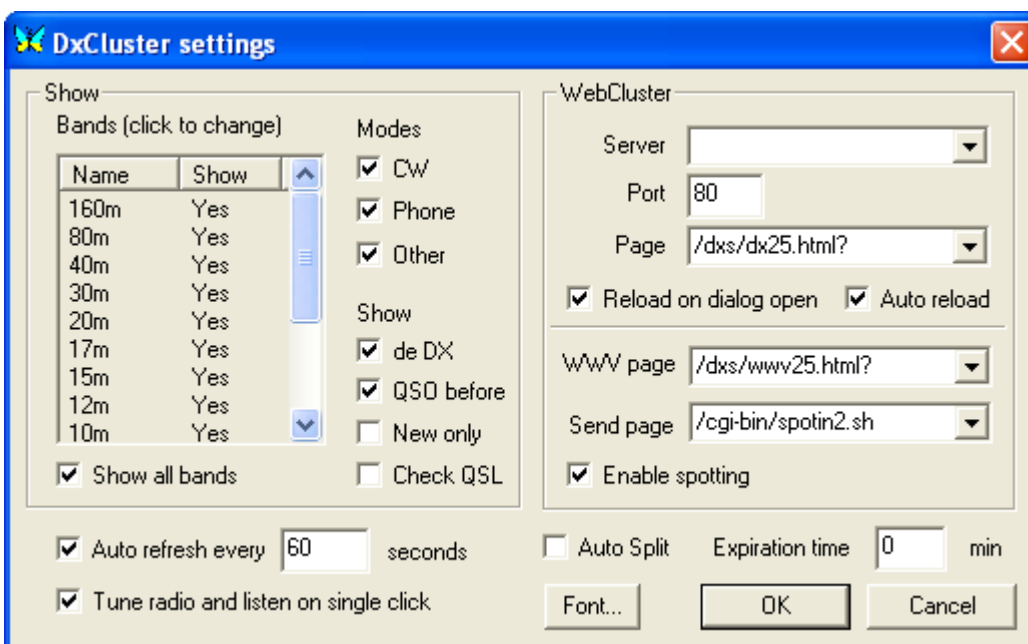 DxCluster settings
Show
Bands (click to change)
Name Show
160m Yes
80m Yes
40m Yes
30m Yes
20m Yes
17m Yes
15m Yes
12m Yes
10m Yes
Show all bands
Modes
CW
Phone
Other
Show
de DX
QSO before
New only
Check QSL
WebCluster
Server
Port 80
Page /dxs/dx25.html?
Reload on dialog open Auto reload
WWV page /dxs/wwv25.html?
Send page /cgi-bin/spotin2.sh
Enable spotting
Auto refresh every 60 seconds
Tune radio and listen on single click
Auto Split Expiration time 0 min
Font... OK Cancel